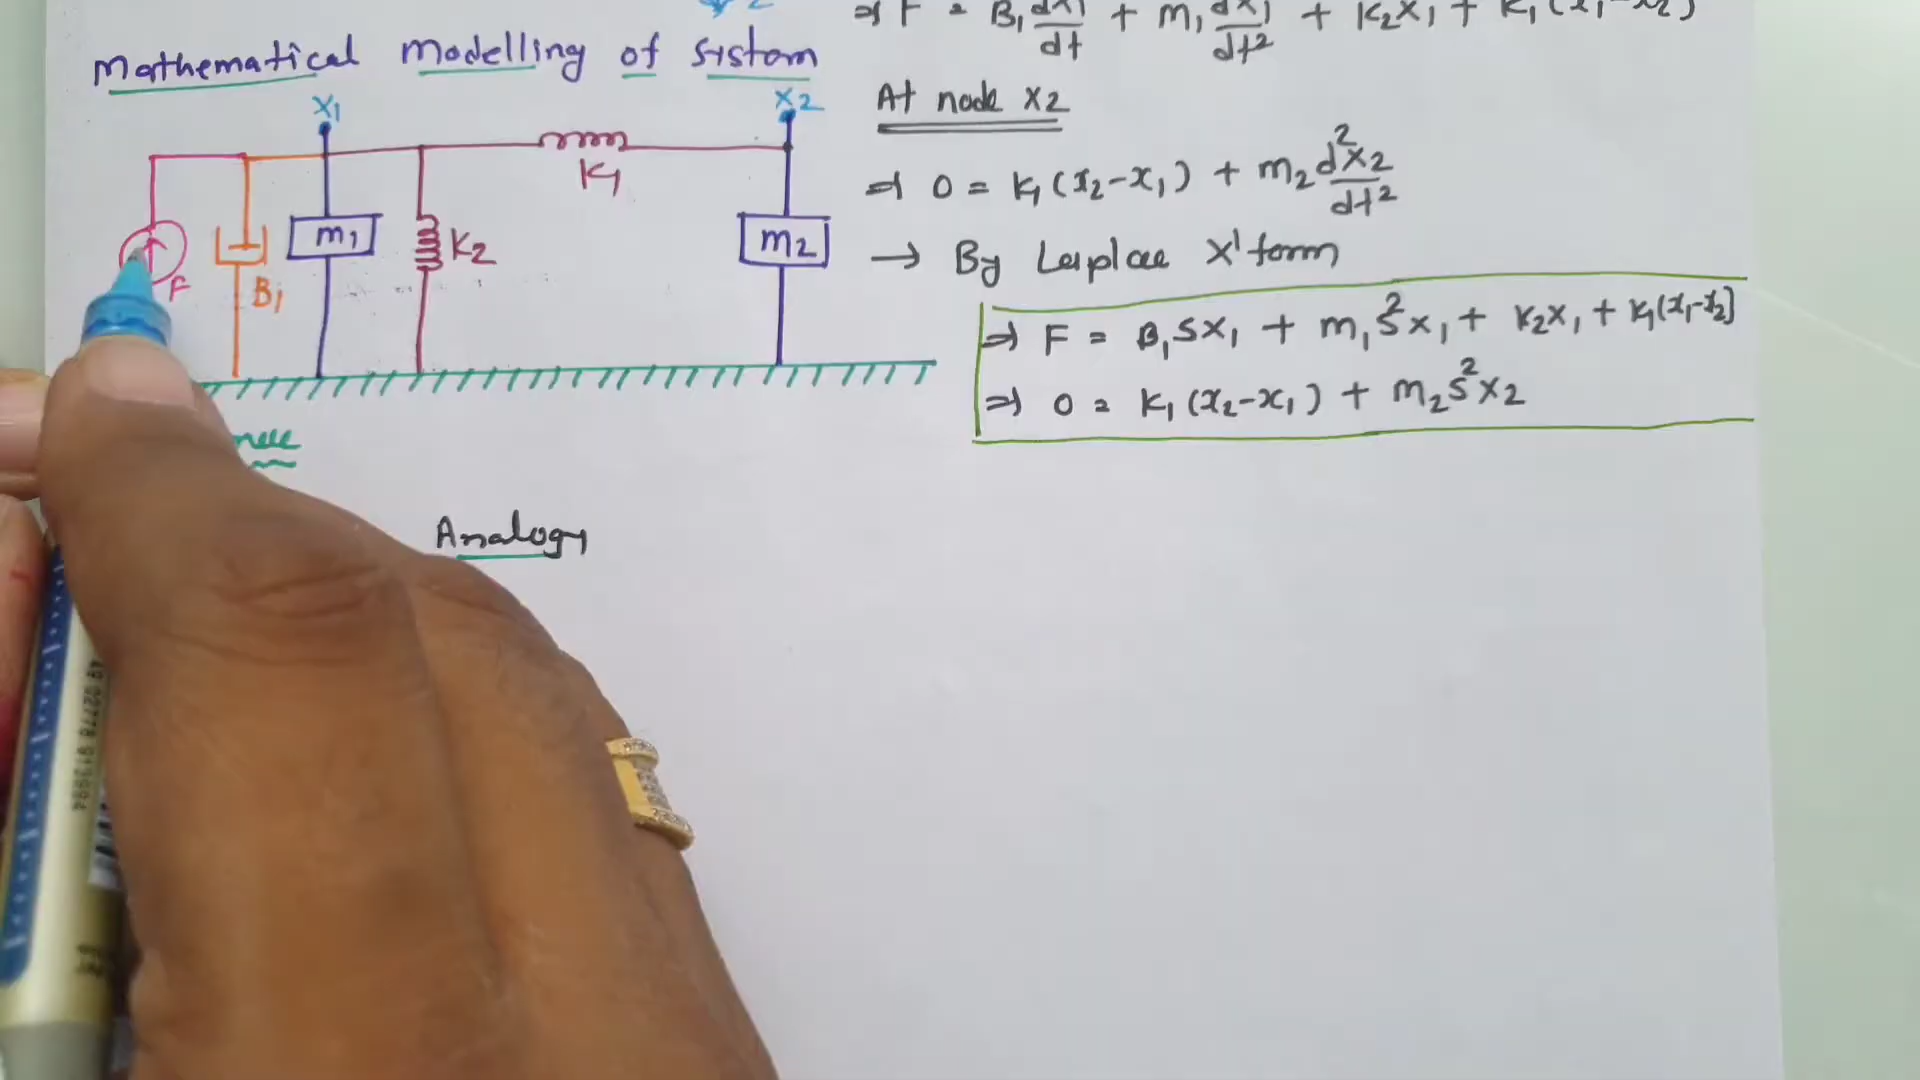 Mathematical Modelling of System
X1
X2
K1
F
B1
m1
K2
m2
Analogy
⇒ F = B1 dx1/dt + m1 d²x1/dt² + K2x1 + K1(x1-x2)
At node x2
⇒ 0 = K1(x2-x1) + m2 d²x2/dt²
→ By Laplace X'form
⇒ F = B1Sx1 + m1S²x1 + K2x1 + K1(x1-x2]
⇒ 0 = K1(x2-x1) + m2S²x2